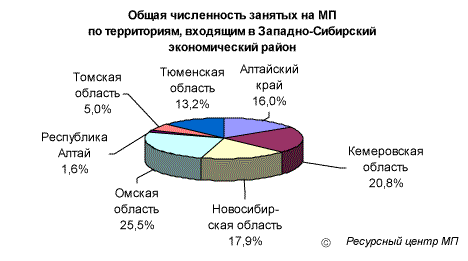 Общая численность занятых на МП
по территориям, входящим в Западно-Сибирский
экономический район
Томская
область
5,0%
Тюменская
область
13,2%
Алтайский
край
16,0%
Республика
Алтай
1,6%
Кемеровская
область
20,8%
Омская
область
25,5%
Новосибир-
ская область
17,9%
© Ресурсный центр МП